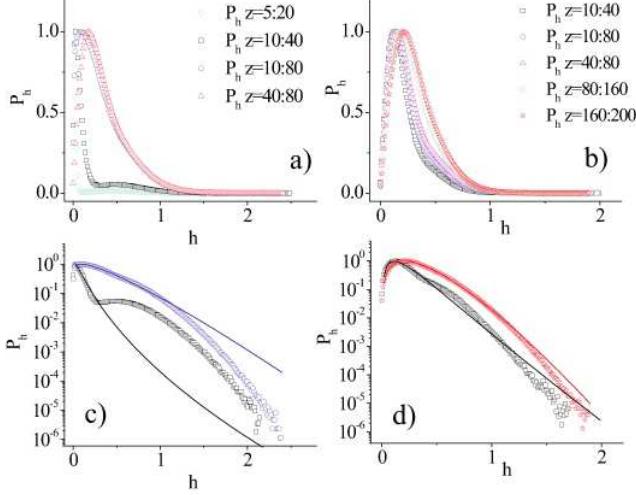 P_h z=5:20
P_h z=10:40
P_h z=10:80
P_h z=40:80
1.0
0.5
0.0
P_h
a)
0 1 2
h
P_h z=10:40
P_h z=10:80
P_h z=40:80
P_h z=80:160
P_h z=160:200
1.0
0.5
0.0
P_h
b)
0 1 2
h
10^0
10^-1
10^-2
10^-3
10^-4
10^-5
10^-6
P_h
c)
0 1 2
h
10^0
10^-1
10^-2
10^-3
10^-4
10^-5
10^-6
P_h
d)
0 1 2
h